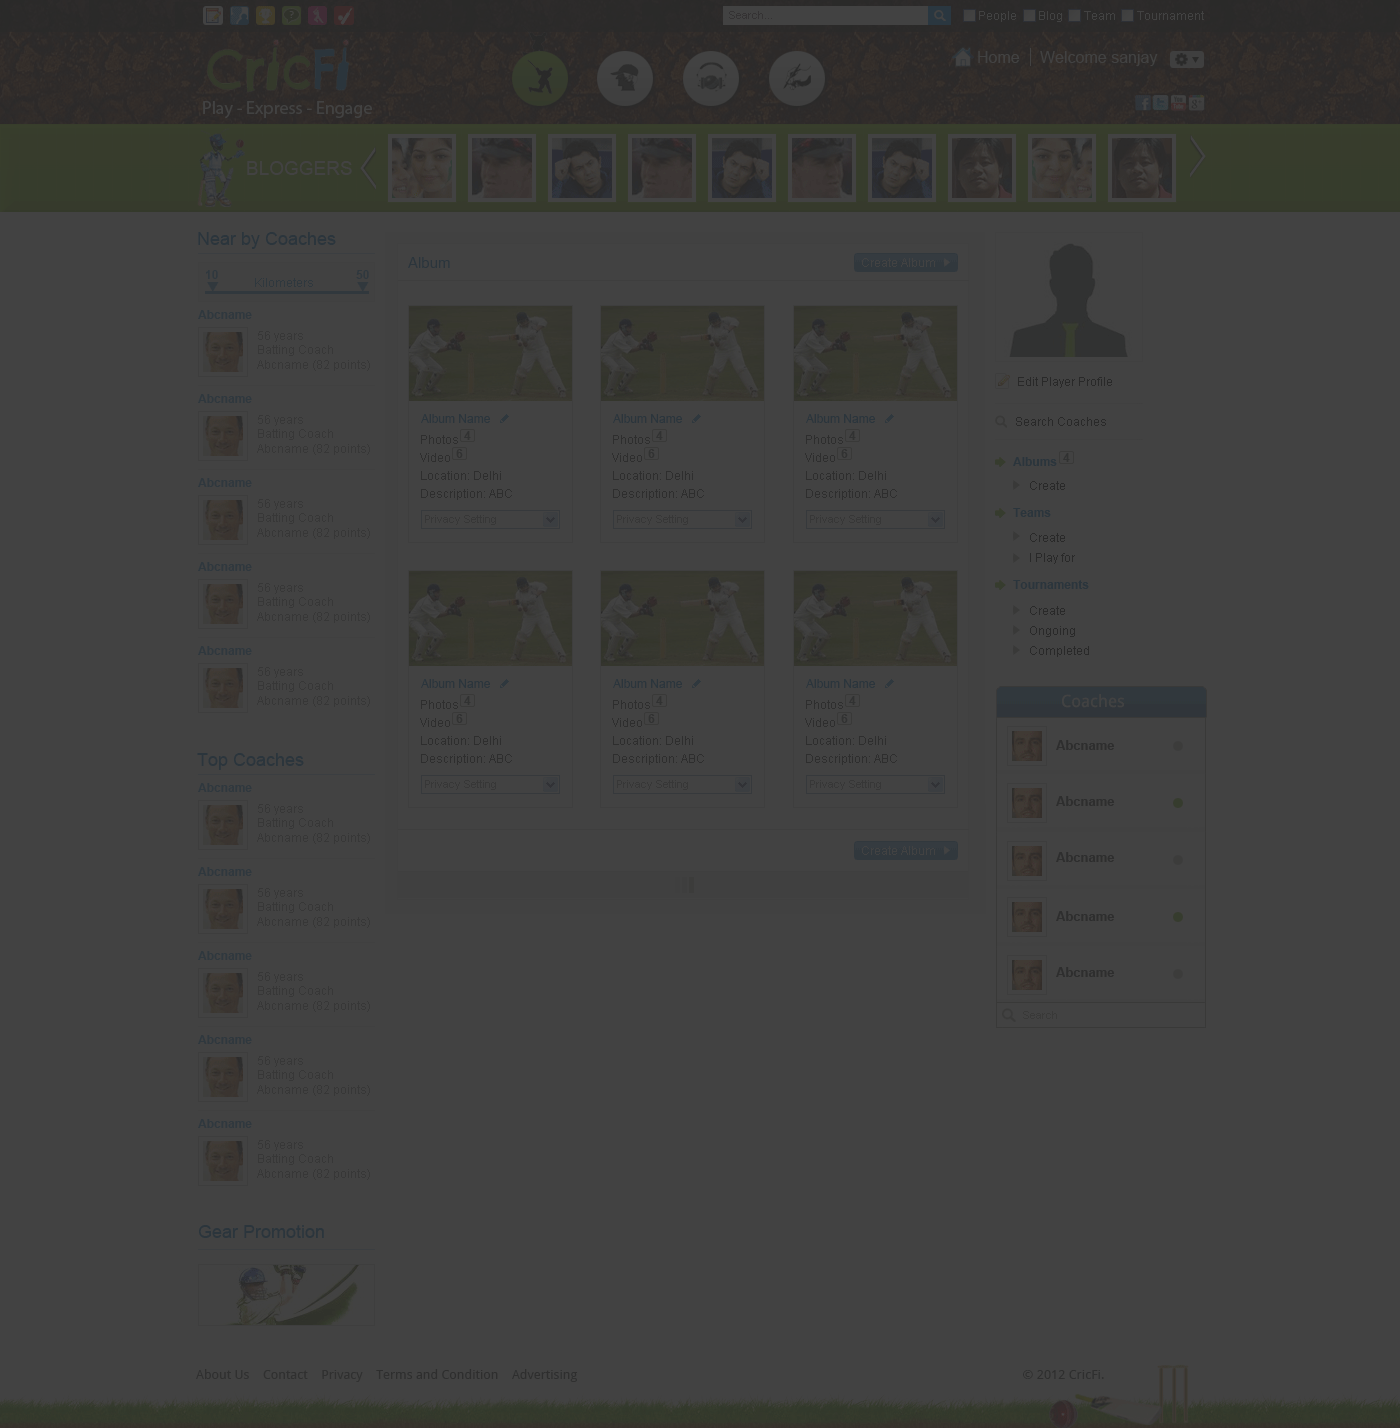 Search...
People Blog Team Tournament
CricFi
Play - Express - Engage
Home | Welcome sanjay
BLOGGERS
Near by Coaches
10 50
Kilometers
Abcname
56 years
Batting Coach
Abcname (82 points)
Abcname
56 years
Batting Coach
Abcname (82 points)
Abcname
56 years
Batting Coach
Abcname (82 points)
Abcname
56 years
Batting Coach
Abcname (82 points)
Abcname
56 years
Batting Coach
Abcname (82 points)
Top Coaches
Abcname
56 years
Batting Coach
Abcname (82 points)
Abcname
56 years
Batting Coach
Abcname (82 points)
Abcname
56 years
Batting Coach
Abcname (82 points)
Abcname
56 years
Batting Coach
Abcname (82 points)
Abcname
56 years
Batting Coach
Abcname (82 points)
Gear Promotion
Album
Create Album
Album Name
Photos 4
Video 6
Location: Delhi
Description: ABC
Privacy Setting
Album Name
Photos 4
Video 6
Location: Delhi
Description: ABC
Privacy Setting
Album Name
Photos 4
Video 6
Location: Delhi
Description: ABC
Privacy Setting
Album Name
Photos 4
Video 6
Location: Delhi
Description: ABC
Privacy Setting
Album Name
Photos 4
Video 6
Location: Delhi
Description: ABC
Privacy Setting
Album Name
Photos 4
Video 6
Location: Delhi
Description: ABC
Privacy Setting
Create Album
Edit Player Profile
Search Coaches
Albums 4
Create
Teams
Create
I Play for
Tournaments
Create
Ongoing
Completed
Coaches
Abcname
Abcname
Abcname
Abcname
Abcname
Search
About Us Contact Privacy Terms and Condition Advertising
© 2012 CricFi.